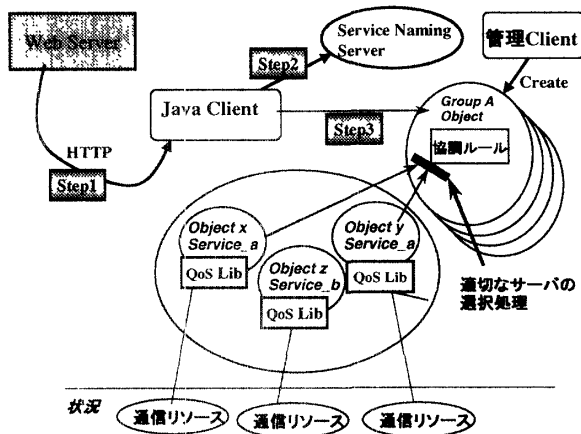 Web Server
Step2
Service Naming
Server
管理Client
Create
Java Client
Step3
Group A
Object
協調ルール
HTTP
Step1
Object x
Service_a
QoS Lib
Object z
Service_b
QoS Lib
Object y
Service_a
QoS Lib
適切なサーバの
選択処理
状況
通信リソース
通信リソース
通信リソース